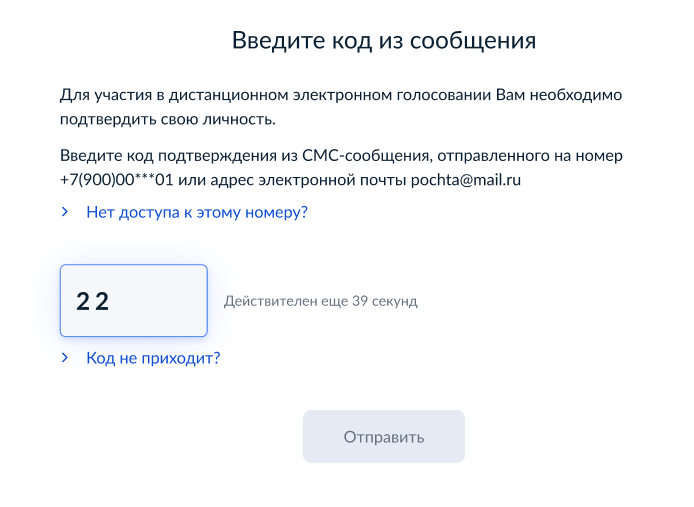 Введите код из сообщения
Для участия в дистанционном электронном голосовании Вам необходимо
подтвердить свою личность.
Введите код подтверждения из СМС-сообщения, отправленного на номер
+7(900)00***01 или адрес электронной почты pochta@mail.ru
Нет доступа к этому номеру?
22
Действителен еще 39 секунд
Код не приходит?
Отправить